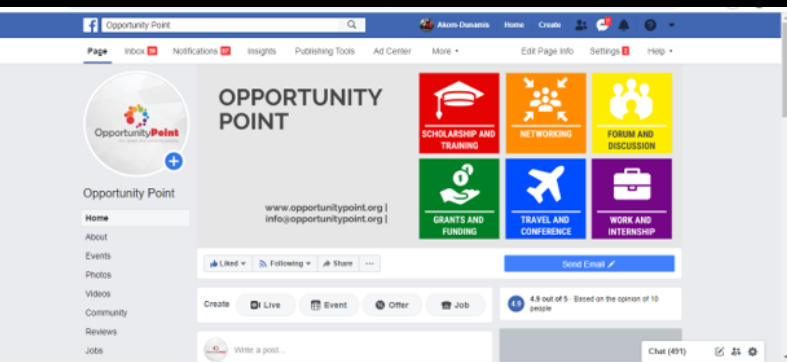 Opportunity Point
Akom-Dunamis
Home
Create
Page
Inbox
Notifications
Insights
Publishing Tools
Ad Center
More
Edit Page Info
Settings 2
Help
OpportunityPoint
OPPORTUNITY
POINT
www.opportunitypoint.org |
info@opportunitypoint.org |
SCHOLARSHIP AND
TRAINING
NETWORKING
FORUM AND
DISCUSSION
GRANTS AND
FUNDING
TRAVEL AND
CONFERENCE
WORK AND
INTERNSHIP
Opportunity Point
Home
About
Events
Photos
Videos
Community
Reviews
Jobs
Liked
Following
Share
Send Email
Create
Live
Event
Offer
Job
4.9
4.9 out of 5 · Based on the opinion of 10
people
Write a post...
Chat (491)